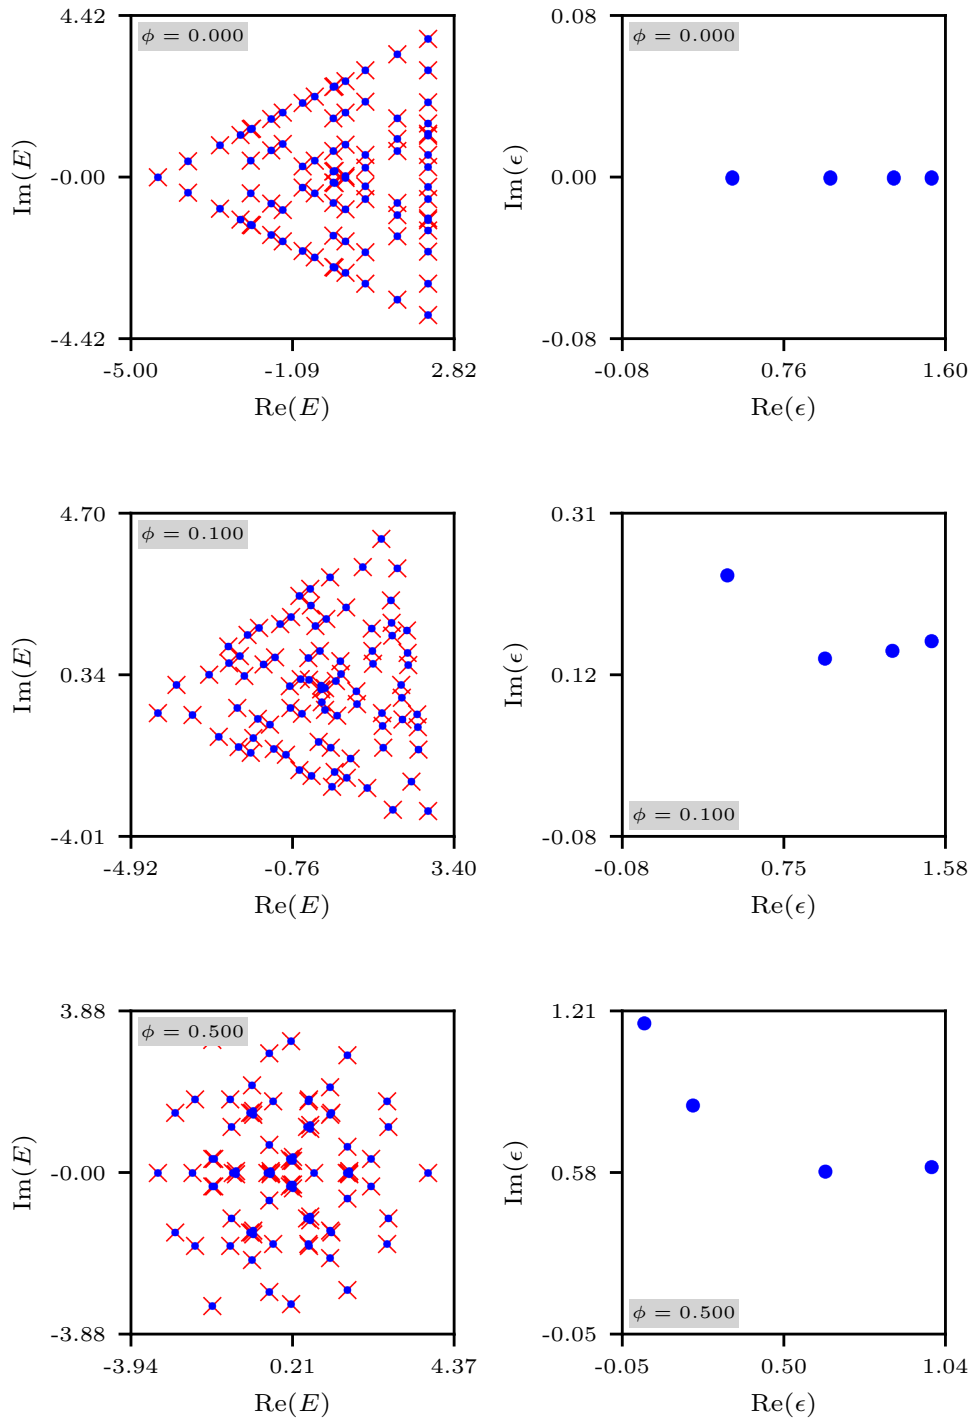 4.42
ϕ = 0.000
Im(E)
-0.00
-4.42
-5.00 -1.09 2.82
Re(E)
0.08
ϕ = 0.000
Im(ϵ)
0.00
-0.08
-0.08 0.76 1.60
Re(ϵ)
4.70
ϕ = 0.100
Im(E)
0.34
-4.01
-4.92 -0.76 3.40
Re(E)
0.31
Im(ϵ)
0.12
ϕ = 0.100
-0.08
-0.08 0.75 1.58
Re(ϵ)
3.88
ϕ = 0.500
Im(E)
-0.00
-3.88
-3.94 0.21 4.37
Re(E)
1.21
Im(ϵ)
0.58
ϕ = 0.500
-0.05
-0.05 0.50 1.04
Re(ϵ)